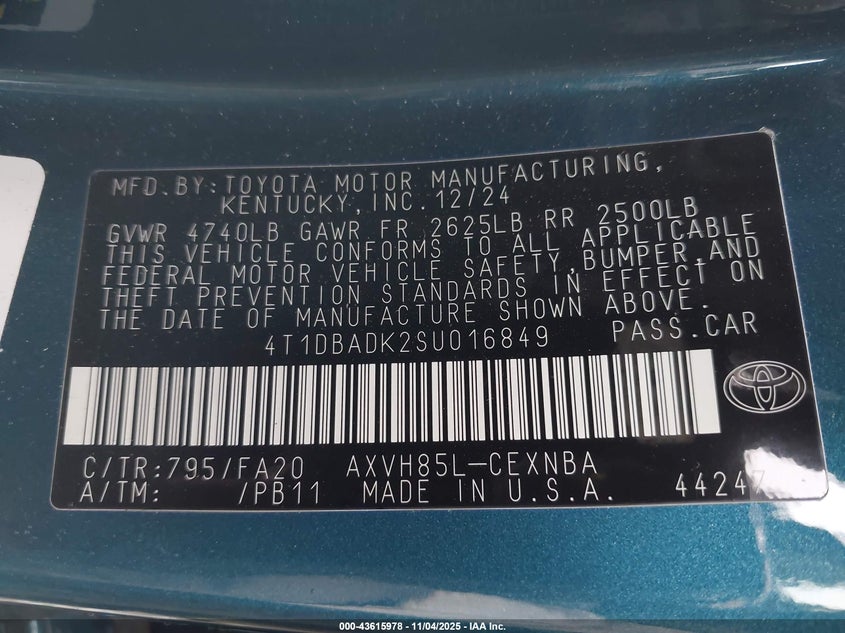 MFD.BY:TOYOTA MOTOR MANUFACTURING,
KENTUCKY,INC.12/24
GVWR 4740LB GAWR FR 2625LB RR 2500LB
THIS VEHICLE CONFORMS TO ALL APPLICABLE
FEDERAL MOTOR VEHICLE SAFETY,BUMPER,AND
THEFT PREVENTION STANDARDS IN EFFECT ON
THE DATE OF MANUFACTURE SHOWN ABOVE.
4T1DBADK2SU016849 PASS.CAR
C/TR:795/FA20 AXVH85L-CEXNBA
A/TM: /PB11 MADE IN U.S.A. 44247
000-43615978 - 11/04/2025 - IAA Inc.